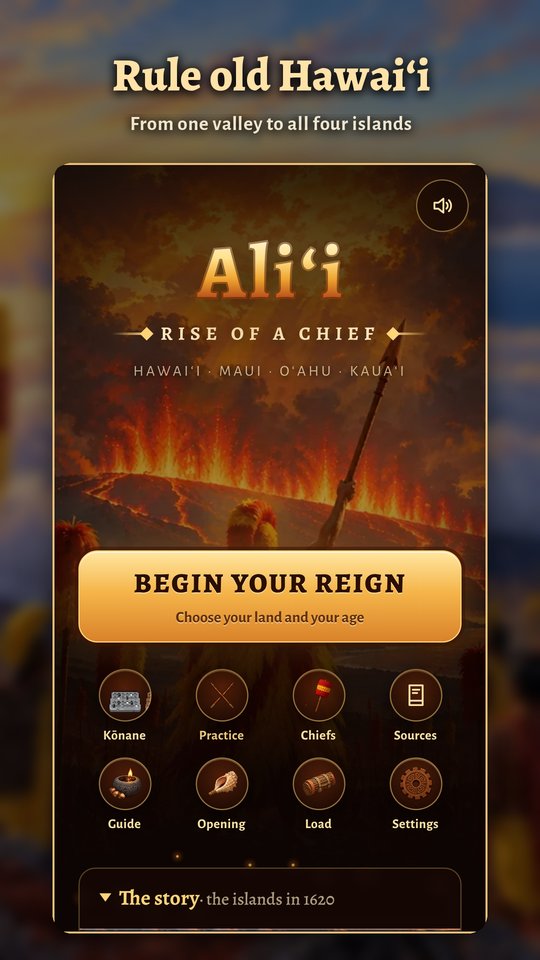 Rule old Hawaiʻi
From one valley to all four islands
Aliʻi
RISE OF A CHIEF
HAWAIʻI · MAUI · OʻAHU · KAUAʻI
BEGIN YOUR REIGN
Choose your land and your age
Kōnane Practice Chiefs Sources
Guide Opening Load Settings
The story · the islands in 1620